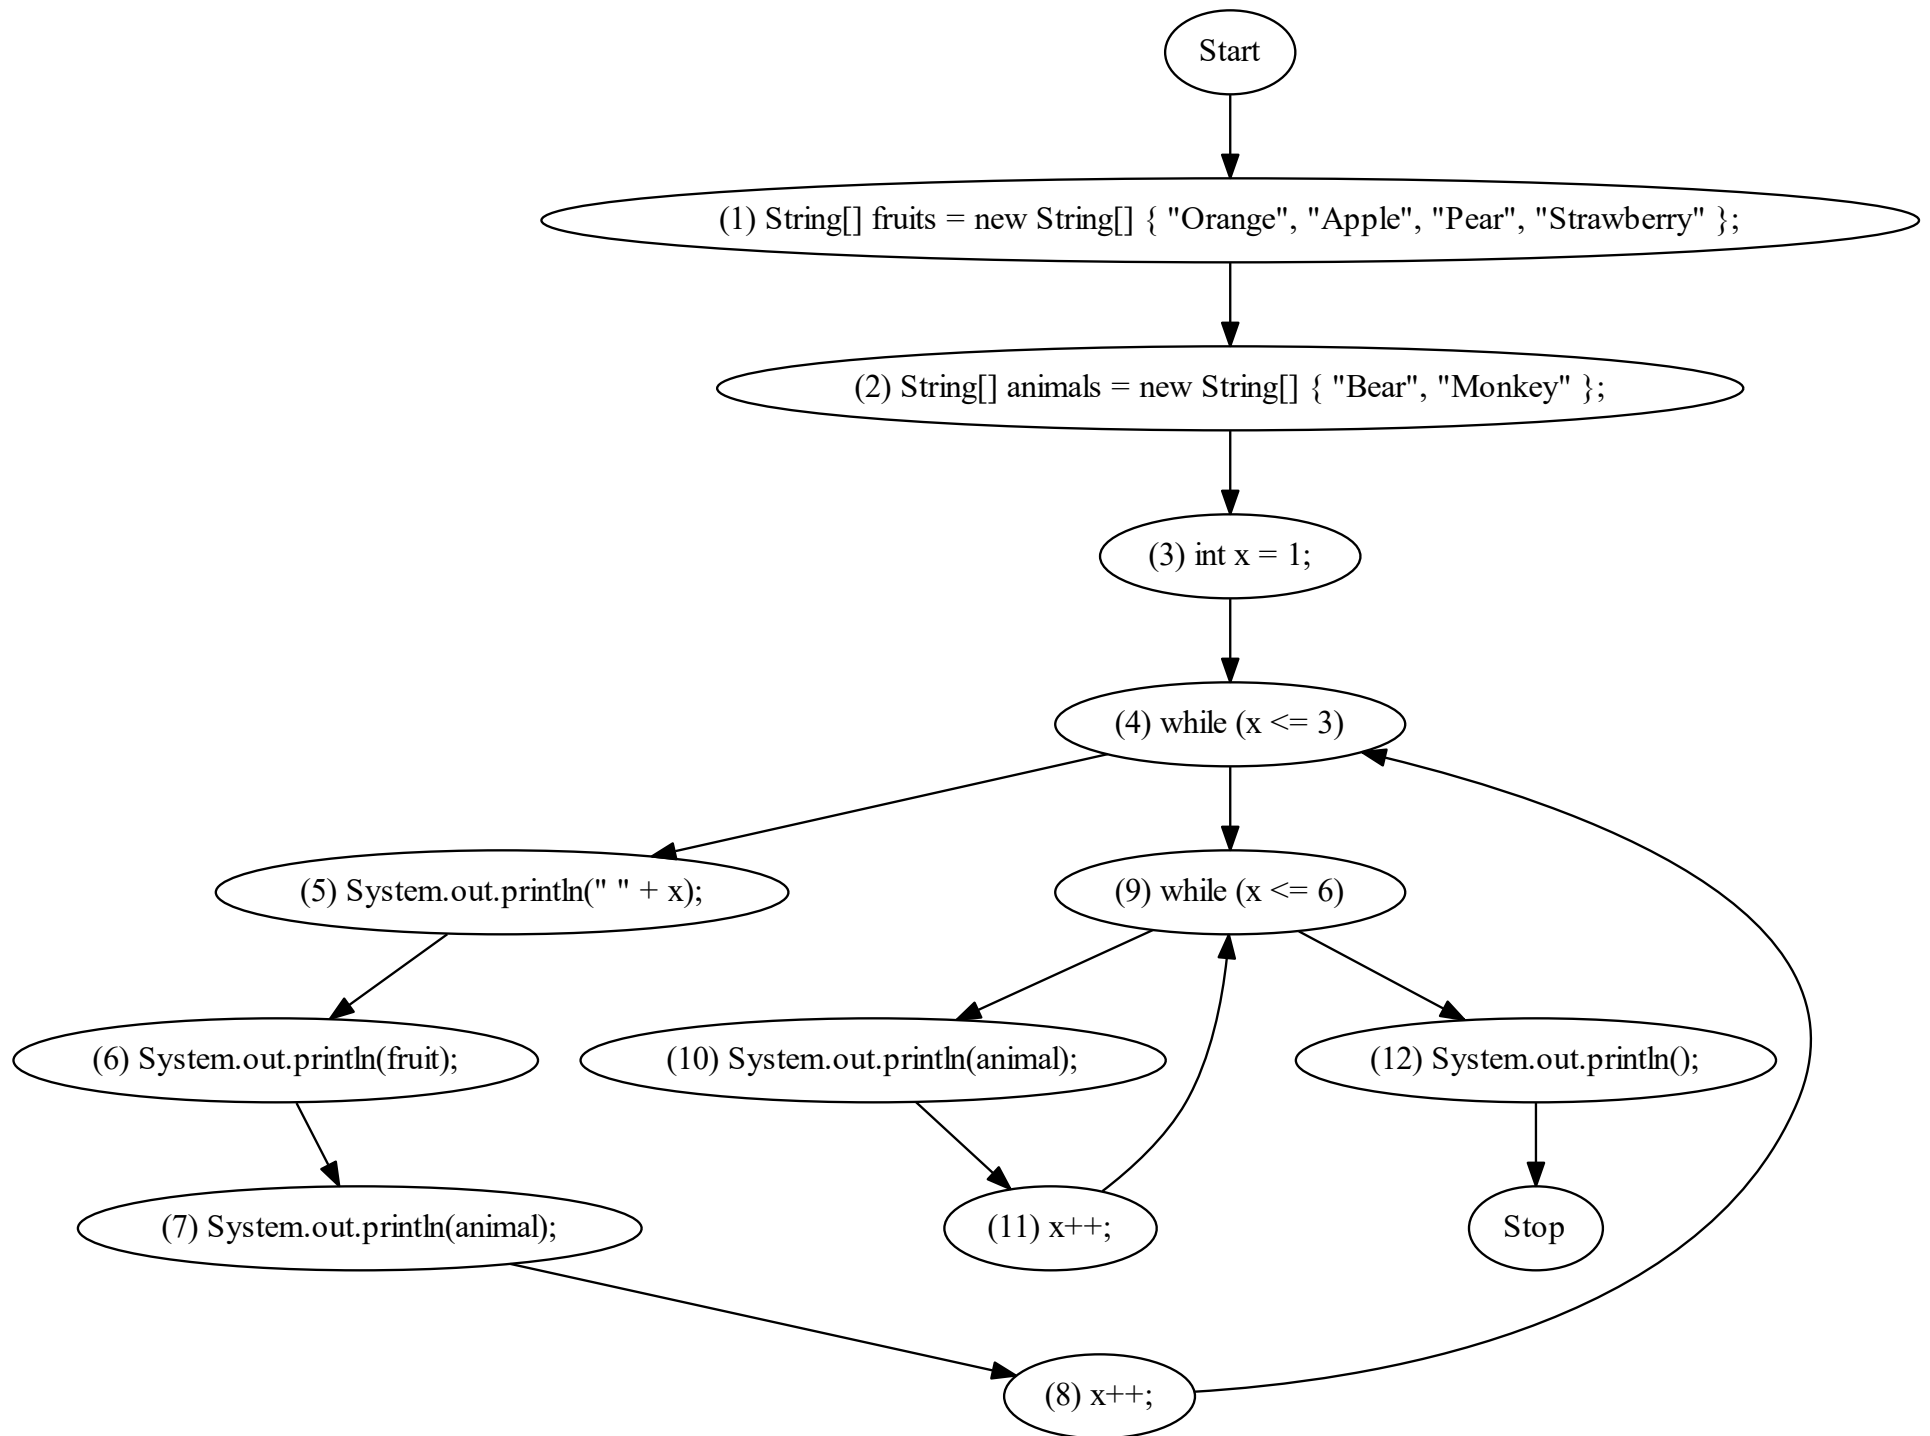 Start
(1) String[] fruits = new String[] { "Orange", "Apple", "Pear", "Strawberry" };
(2) String[] animals = new String[] { "Bear", "Monkey" };
(3) int x = 1;
(4) while (x <= 3)
(5) System.out.println(" " + x);
(9) while (x <= 6)
(6) System.out.println(fruit);
(10) System.out.println(animal);
(12) System.out.println();
(7) System.out.println(animal);
(11) x++;
Stop
(8) x++;